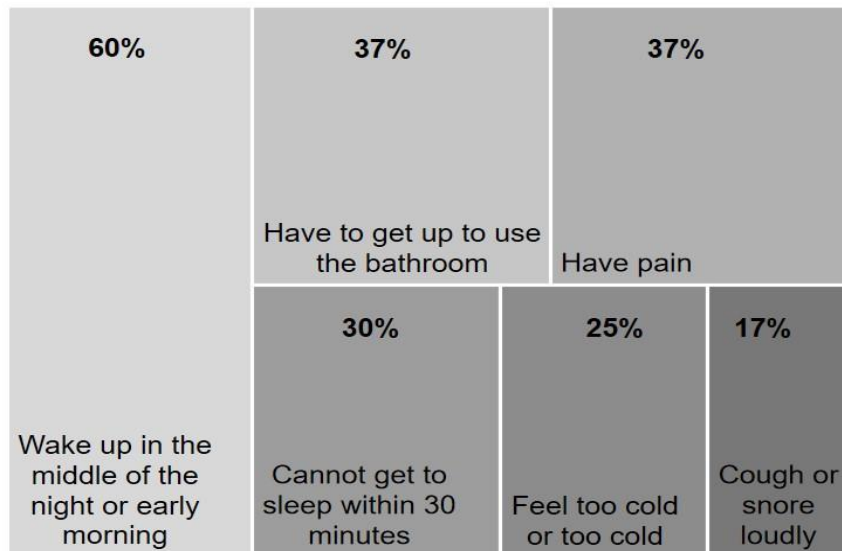 60%
Wake up in the
middle of the
night or early
morning
37%
Have to get up to use
the bathroom
37%
Have pain
30%
Cannot get to
sleep within 30
minutes
25%
Feel too cold
or too cold
17%
Cough or
snore
loudly